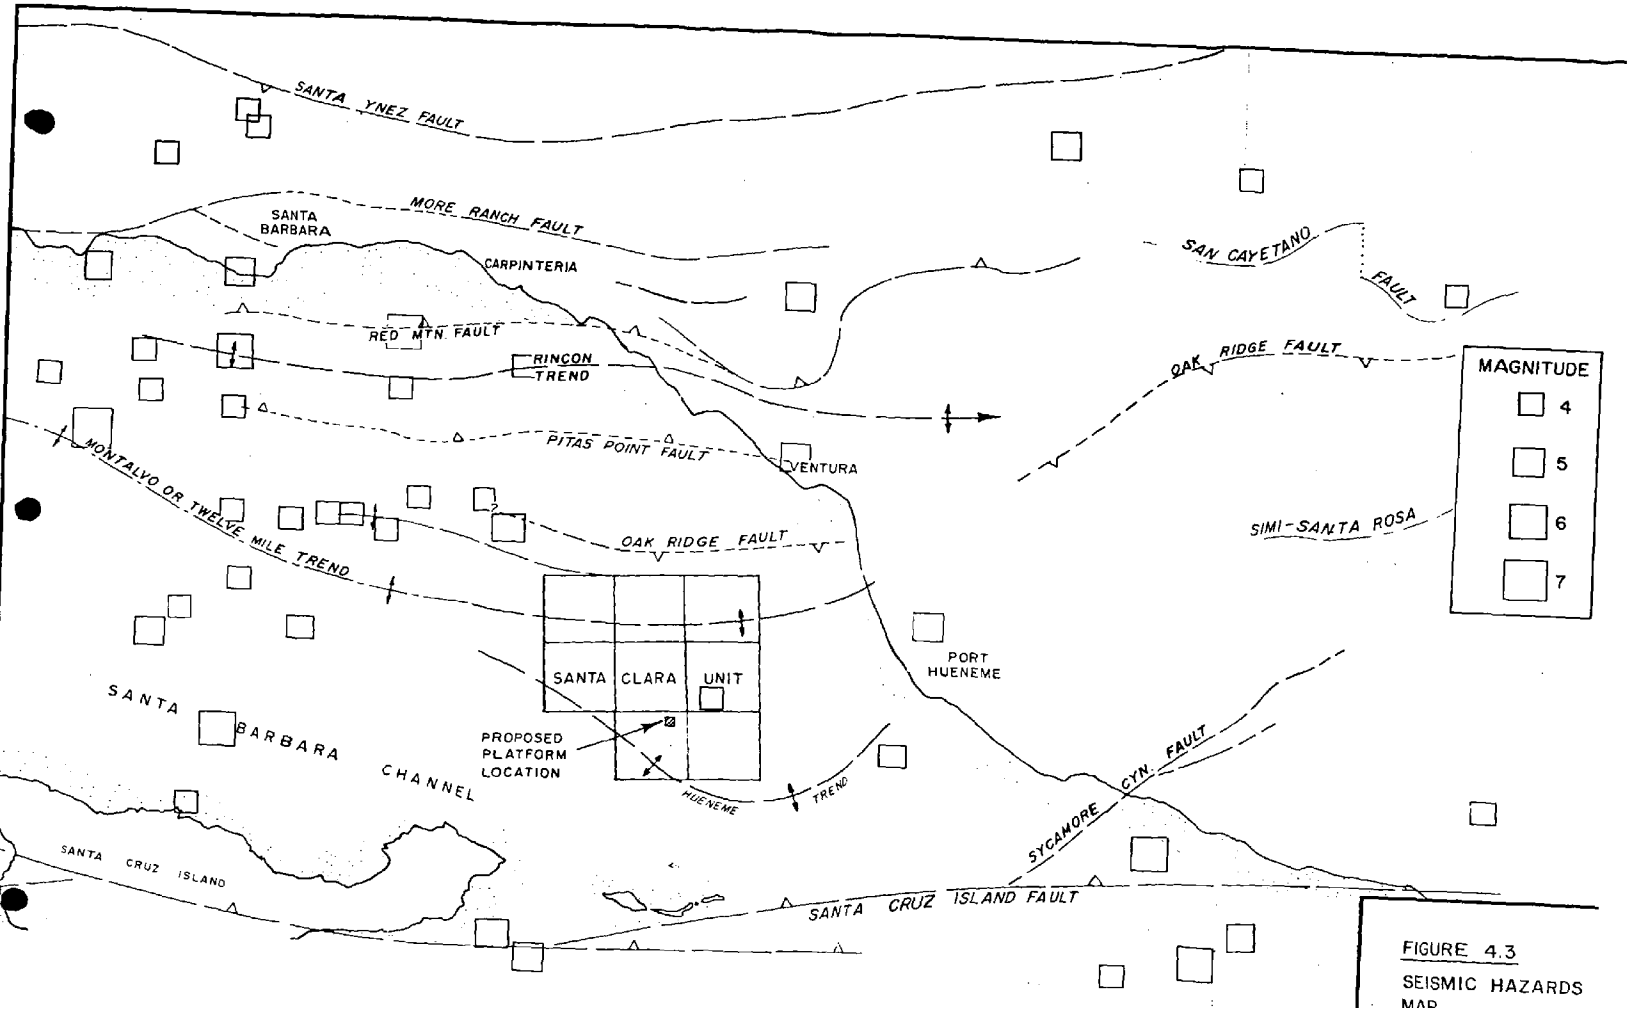 SANTA YNEZ FAULT
MORE RANCH FAULT
SANTA
BARBARA
CARPINTERIA
SAN CAYETANO
FAULT
RED MTN. FAULT
RINCON
TREND
OAK RIDGE FAULT
MAGNITUDE
4
5
6
7
PITAS POINT FAULT
VENTURA
MONTALVO OR TWELVE MILE TREND
?
OAK RIDGE FAULT
SIMI-SANTA ROSA
SANTA CLARA UNIT
PORT
HUENEME
SANTA BARBARA CHANNEL
PROPOSED
PLATFORM
LOCATION
HUENEME TREND
SYCAMORE CYN. FAULT
SANTA CRUZ ISLAND
SANTA CRUZ ISLAND FAULT
FIGURE 4.3
SEISMIC HAZARDS
MAP